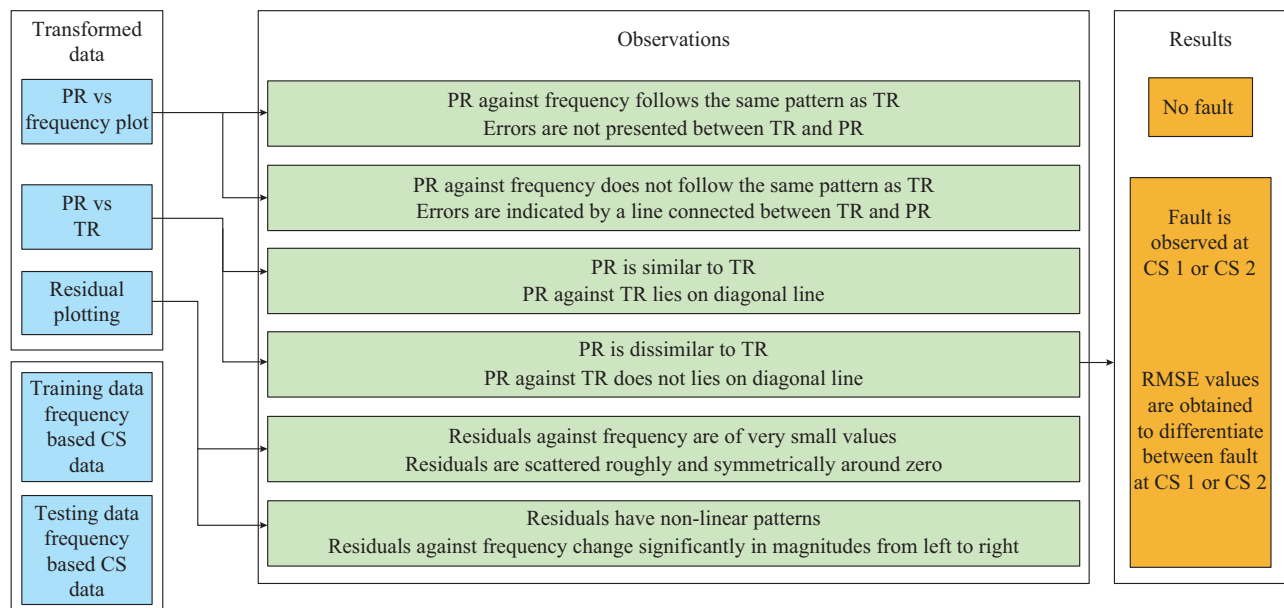 Transformed
data
PR vs
frequency plot
PR vs
TR
Residual
plotting
Training data
frequency
based CS
data
Testing data
frequency
based CS
data
Observations
PR against frequency follows the same pattern as TR
Errors are not presented between TR and PR
PR against frequency does not follow the same pattern as TR
Errors are indicated by a line connected between TR and PR
PR is similar to TR
PR against TR lies on diagonal line
PR is dissimilar to TR
PR against TR does not lies on diagonal line
Residuals against frequency are of very small values
Residuals are scattered roughly and symmetrically around zero
Residuals have non-linear patterns
Residuals against frequency change significantly in magnitudes from left to right
Results
No fault
Fault is
observed at
CS 1 or CS 2
RMSE values
are obtained
to differentiate
between fault
at CS 1 or CS 2